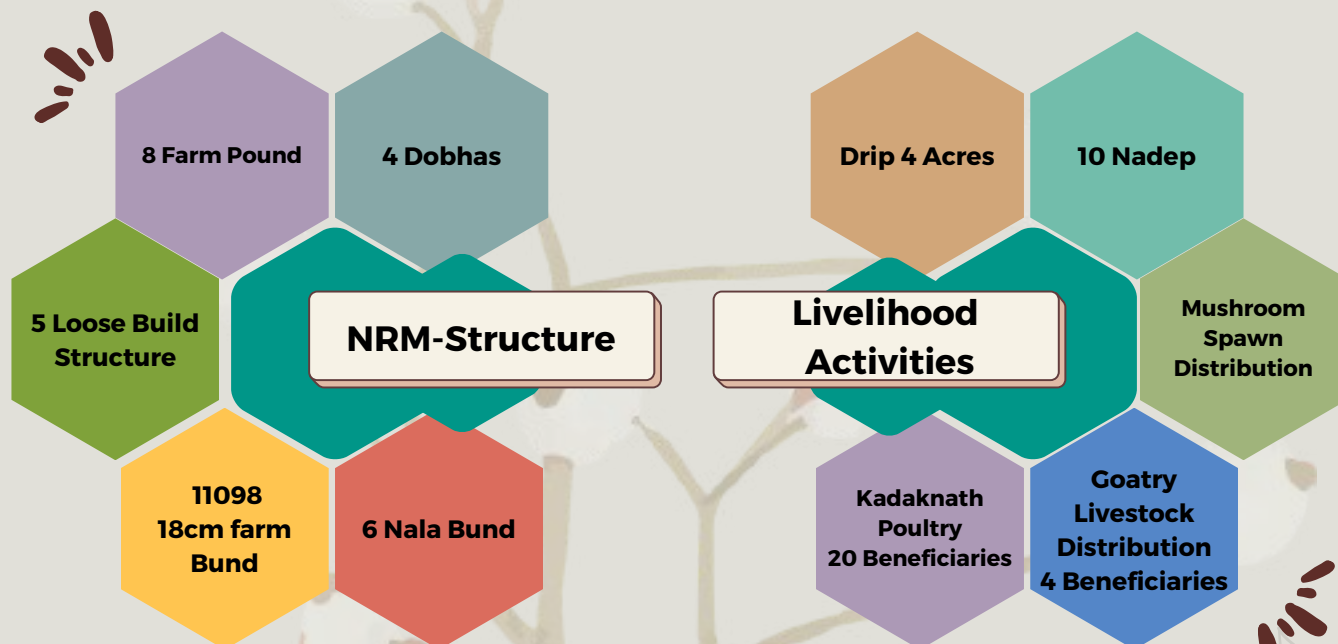 8 Farm Pound
4 Dobhas
5 Loose Build
Structure
NRM-Structure
11098
18cm farm
Bund
6 Nala Bund
Drip 4 Acres
10 Nadep
Livelihood
Activities
Mushroom
Spawn
Distribution
Kadaknath
Poultry
20 Beneficiaries
Goatry
Livestock
Distribution
4 Beneficiaries